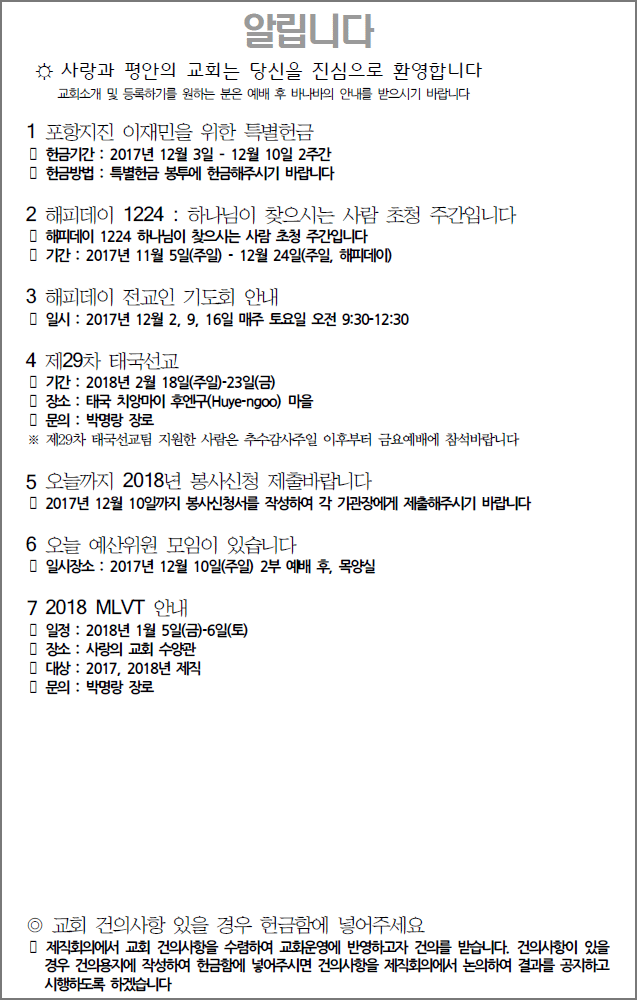 알립니다
☼ 사랑과 평안의 교회는 당신을 진심으로 환영합니다
교회소개 및 등록하기를 원하는 분은 예배 후 바나바의 안내를 받으시기 바랍니다
1 포항지진 이재민을 위한 특별헌금
▯ 헌금기간 : 2017년 12월 3일 - 12월 10일 2주간
▯ 헌금방법 : 특별헌금 봉투에 헌금해주시기 바랍니다
2 해피데이 1224 : 하나님이 찾으시는 사람 초청 주간입니다
▯ 해피데이 1224 하나님이 찾으시는 사람 초청 주간입니다
▯ 기간 : 2017년 11월 5일(주일) - 12월 24일(주일, 해피데이)
3 해피데이 전교인 기도회 안내
▯ 일시 : 2017년 12월 2, 9, 16일 매주 토요일 오전 9:30-12:30
4 제29차 태국선교
▯ 기간 : 2018년 2월 18일(주일)-23일(금)
▯ 장소 : 태국 치앙마이 후엔구(Huye-ngoo) 마을
▯ 문의 : 박명랑 장로
※ 제29차 태국선교팀 지원한 사람은 추수감사주일 이후부터 금요예배에 참석바랍니다
5 오늘까지 2018년 봉사신청 제출바랍니다
▯ 2017년 12월 10일까지 봉사신청서를 작성하여 각 기관장에게 제출해주시기 바랍니다
6 오늘 예산위원 모임이 있습니다
▯ 일시장소 : 2017년 12월 10일(주일) 2부 예배 후, 목양실
7 2018 MLVT 안내
▯ 일정 : 2018년 1월 5일(금)-6일(토)
▯ 장소 : 사랑의 교회 수양관
▯ 대상 : 2017, 2018년 제직
▯ 문의 : 박명랑 장로
◎ 교회 건의사항 있을 경우 헌금함에 넣어주세요
▯ 제직회의에서 교회 건의사항을 수렴하여 교회운영에 반영하고자 건의를 받습니다. 건의사항이 있을
경우 건의용지에 작성하여 헌금함에 넣어주시면 건의사항을 제직회의에서 논의하여 결과를 공지하고
시행하도록 하겠습니다